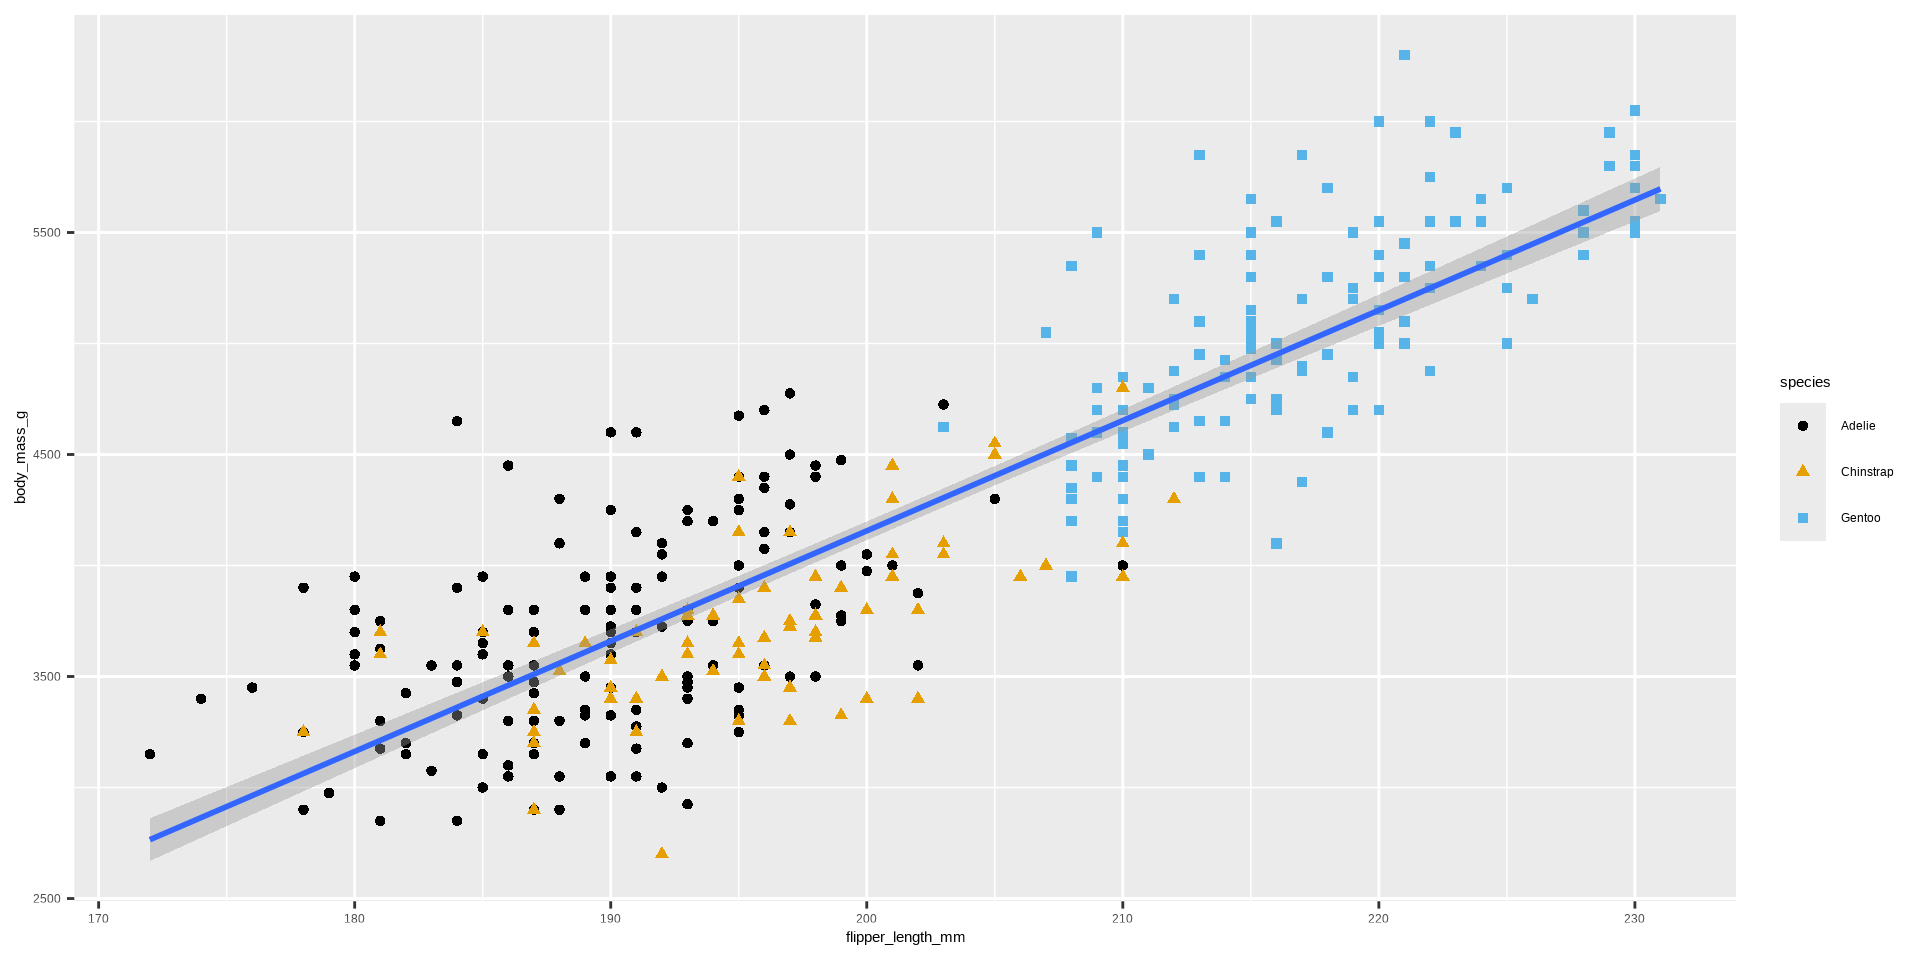 body_mass_g
5500
4500
3500
2500
170 180 190 200 210 220 230
flipper_length_mm
species
Adelie
Chinstrap
Gentoo